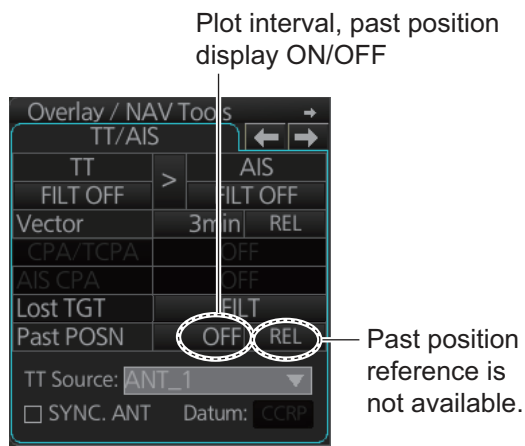 Plot interval, past position
display ON/OFF
Overlay / NAV Tools
TT/AIS
TT > AIS
FILT OFF FILT OFF
Vector 3min REL
CPA/TCPA OFF
AIS CPA OFF
Lost TGT FILT
Past POSN OFF REL
Past position
reference is
not available.
TT Source: ANT_1
SYNC. ANT Datum: CCRP